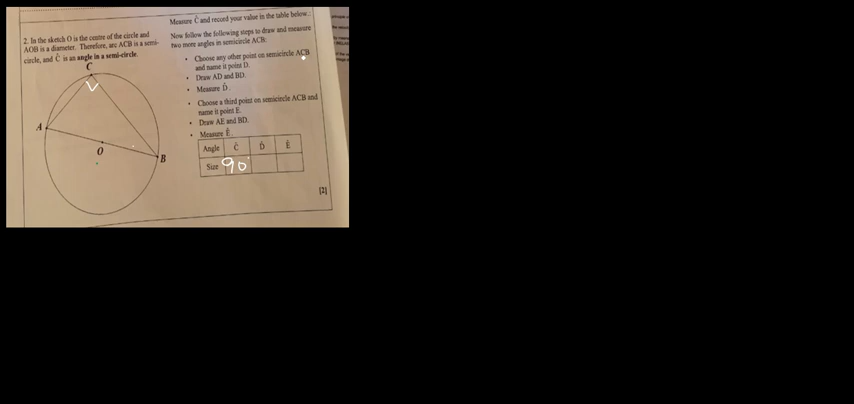 Measure Ĉ and record your value in the table below.
2. In the sketch O is the centre of the circle and
AOB is a diameter. Therefore, arc ACB is a semi-
circle, and Ĉ is an angle in a semi-circle.
Now follow the following steps to draw and measure
two more angles in semicircle ACB:
• Choose any other point on semicircle ACB
and name it point D.
• Draw AD and BD.
• Measure D̂.
• Choose a third point on semicircle ACB and
name it point E.
• Draw AE and BD.
• Measure Ê.
C
A
O
B
Angle Ĉ D̂ Ê
Size 90
[2]